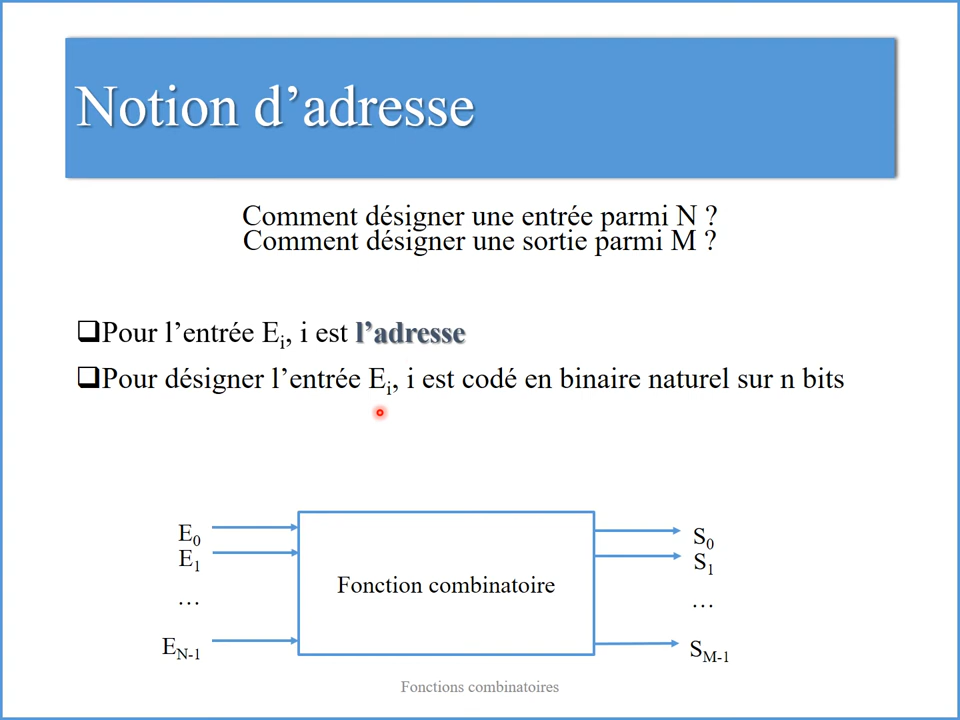 Notion d’adresse
Comment désigner une entrée parmi N ?
Comment désigner une sortie parmi M ?
❑Pour l’entrée Ei, i est l’adresse
❑Pour désigner l’entrée Ei, i est codé en binaire naturel sur n bits
E0
E1
…
EN-1
Fonction combinatoire
S0
S1
…
SM-1
Fonctions combinatoires